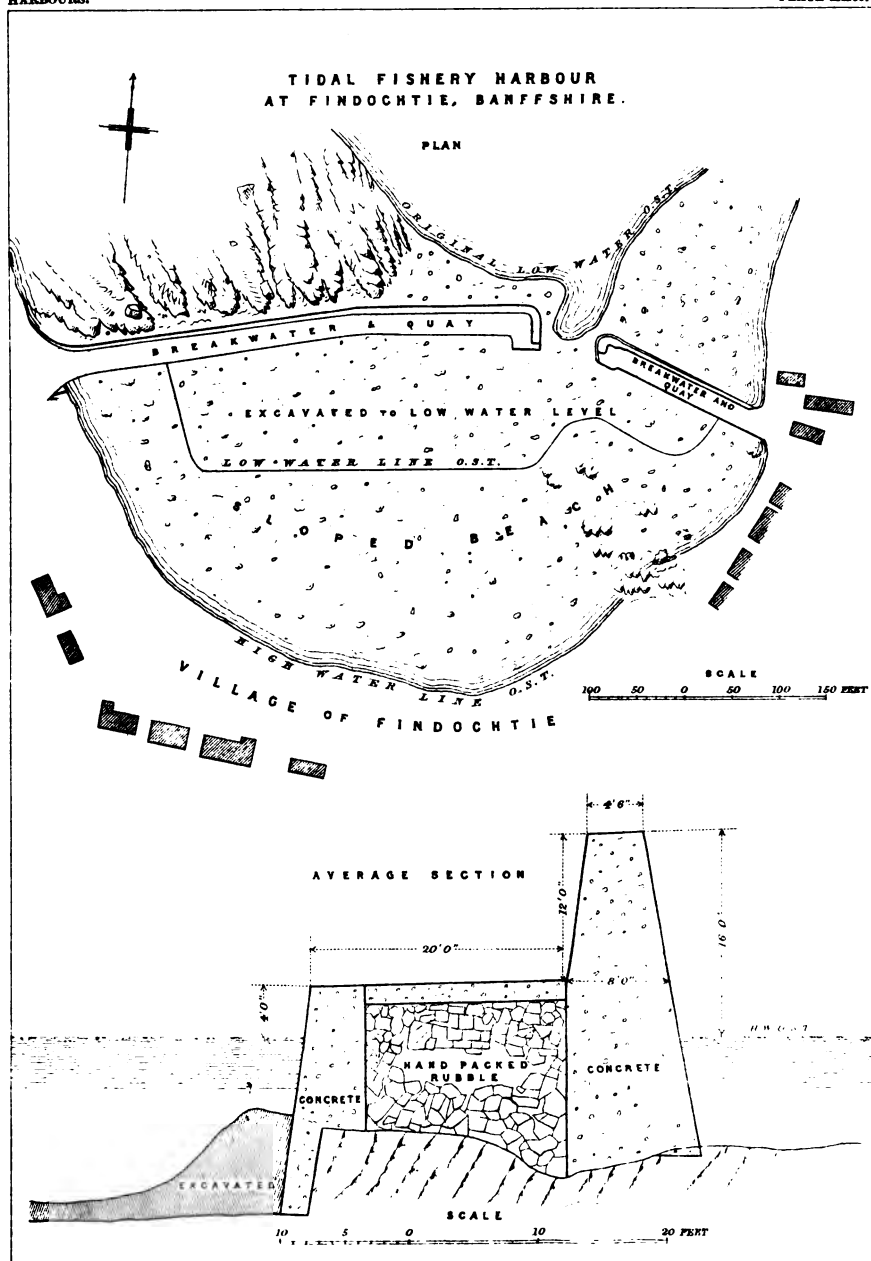 HARBOURS.
TIDAL FISHERY HARBOUR
AT FINDOCHTIE, BANFFSHIRE.
PLAN
ORIGINAL LOW WATER O.S.T.
BREAKWATER & QUAY
BREAKWATER AND
QUAY
EXCAVATED TO LOW WATER LEVEL
LOW WATER LINE O.S.T.
SLOPED BEACH
HIGH WATER LINE O.S.T.
VILLAGE OF FINDOCHTIE
SCALE
100 50 0 50 100 150 FEET
4'6"
AVERAGE SECTION
12'0"
16'0"
20'0"
8'0"
4'0"
H.W.O.S.T.
HAND PACKED
RUBBLE
CONCRETE
CONCRETE
EXCAVATED
SCALE
10 5 0 10 20 FEET